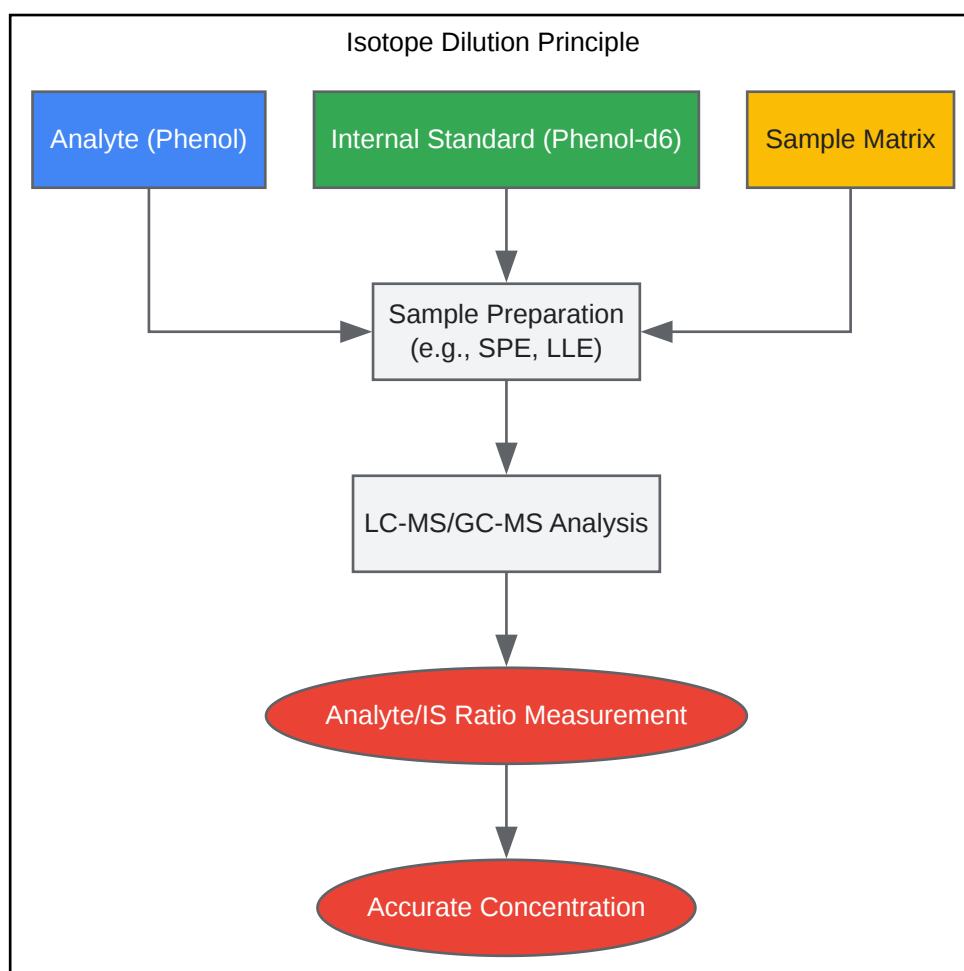 Isotope Dilution Principle
Analyte (Phenol)
Internal Standard (Phenol-d6)
Sample Matrix
Sample Preparation
(e.g., SPE, LLE)
LC-MS/GC-MS Analysis
Analyte/IS Ratio Measurement
Accurate Concentration